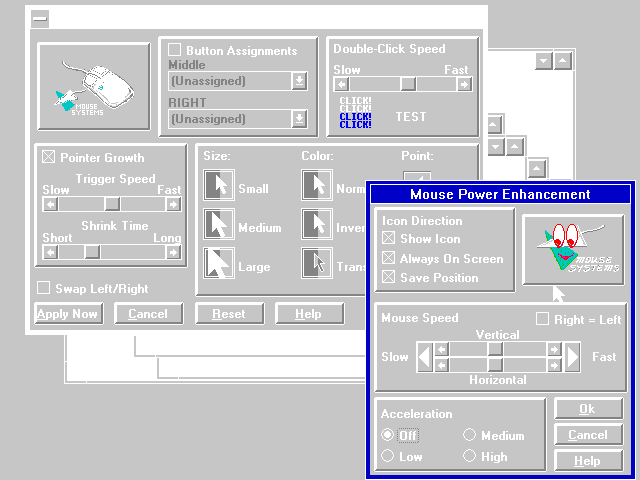 Button Assignments
Middle
(Unassigned)
RIGHT
(Unassigned)
Double-Click Speed
Slow Fast
CLICK!
CLICK!
CLICK!
CLICK!
TEST
MOUSE
SYSTEMS
Pointer Growth
Trigger Speed
Slow Fast
Shrink Time
Short Long
Swap Left/Right
Size: Color: Point:
Small
Medium
Large
Norm
Inver
Trans
Apply Now Cancel Reset Help
Mouse Power Enhancement
Icon Direction
Show Icon
Always On Screen
Save Position
MOUSE
SYSTEMS
Mouse Speed
Right = Left
Vertical
Slow Fast
Horizontal
Acceleration
Off Medium
Low High
Ok
Cancel
Help